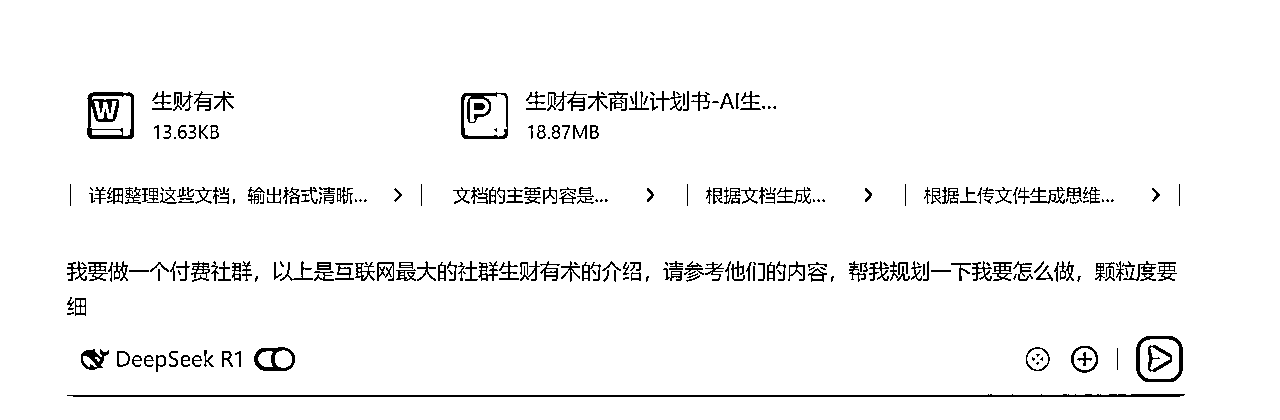 生财有术
13.63KB
生财有术商业计划书-AI生...
18.87MB
详细整理这些文档，输出格式清晰...
文档的主要内容是...
根据文档生成...
根据上传文件生成思维...
我要做一个付费社群，以上是互联网最大的社群生财有术的介绍，请参考他们的内容，帮我规划一下我要怎么做，颗粒度要
细
DeepSeek R1